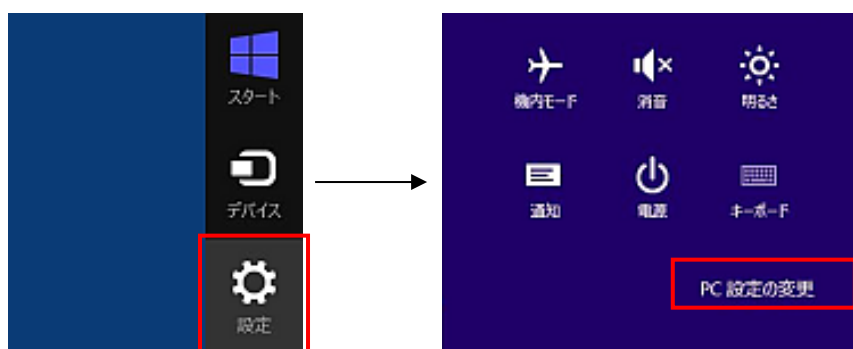 スタート
デバイス
設定
機内モード
消音
明るさ
通知
電源
キーボード
PC 設定の変更